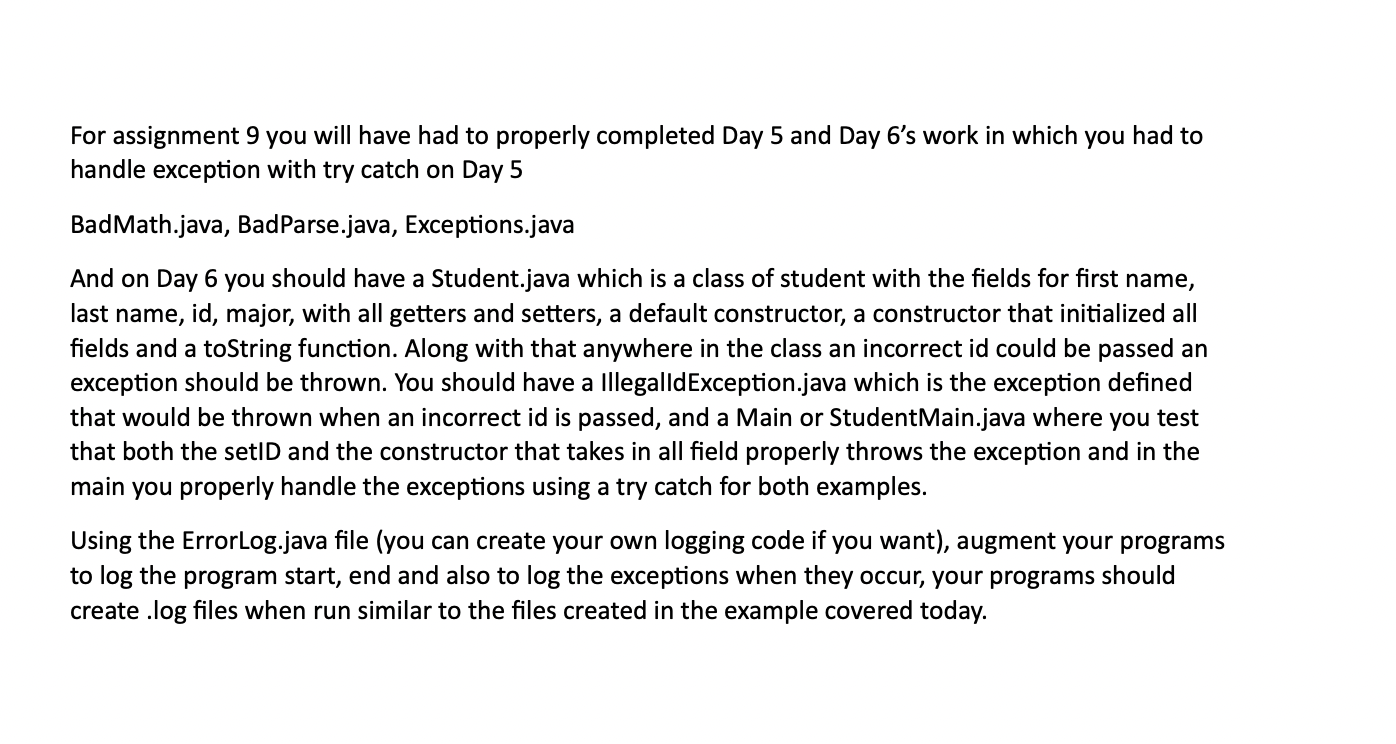 For assignment 9 you will have had to properly completed Day 5 and Day 6’s work in which you had to
handle exception with try catch on Day 5
BadMath.java, BadParse.java, Exceptions.java
And on Day 6 you should have a Student.java which is a class of student with the fields for first name,
last name, id, major, with all getters and setters, a default constructor, a constructor that initialized all
fields and a toString function. Along with that anywhere in the class an incorrect id could be passed an
exception should be thrown. You should have a IllegalIdException.java which is the exception defined
that would be thrown when an incorrect id is passed, and a Main or StudentMain.java where you test
that both the setID and the constructor that takes in all field properly throws the exception and in the
main you properly handle the exceptions using a try catch for both examples.
Using the ErrorLog.java file (you can create your own logging code if you want), augment your programs
to log the program start, end and also to log the exceptions when they occur, your programs should
create .log files when run similar to the files created in the example covered today.